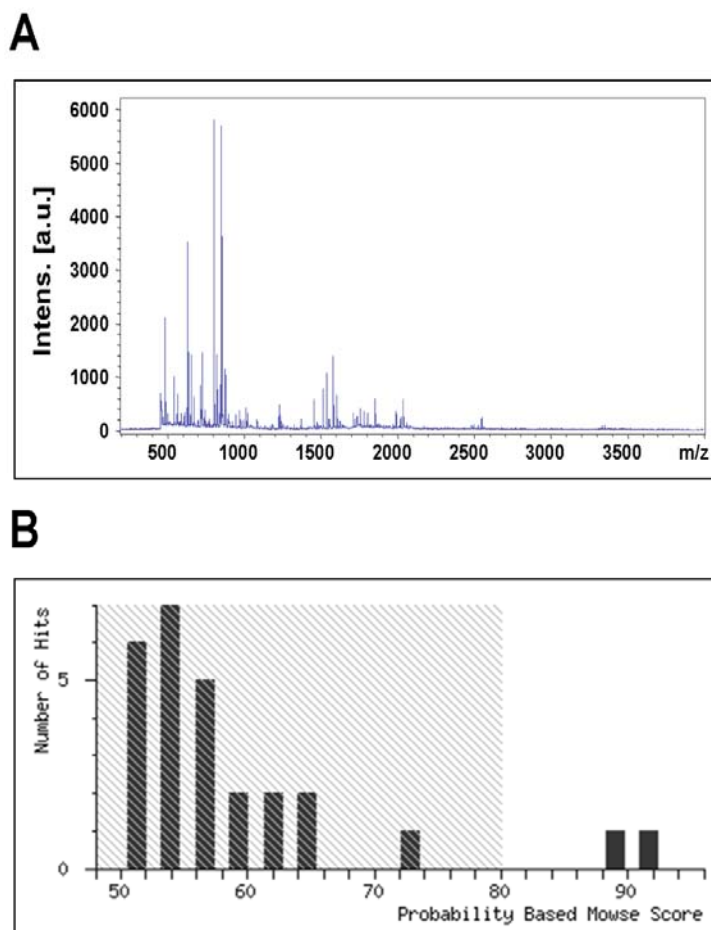 A
Intens. [a.u.]
6000
5000
4000
3000
2000
1000
0
500 1000 1500 2000 2500 3000 3500 m/z
B
Number of Hits
5
0
50 60 70 80 90
Probability Based Mowse Score